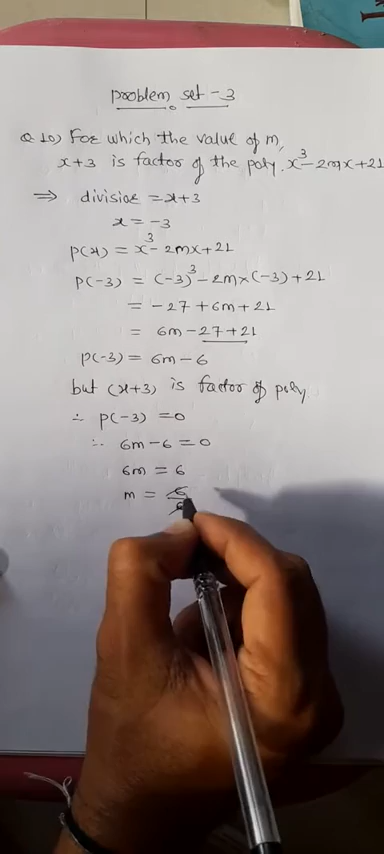 problem set - 3
Q 10) For which the value of m,
x+3 is factor of the poly. x³-2mx+21
⇒ divisior = x+3
x = -3
p(x) = x³-2mx+21
p(-3) = (-3)³-2m×(-3)+21
= -27+6m+21
= 6m-27+21
p(-3) = 6m-6
but (x+3) is factor of poly
∴ p(-3) = 0
∴ 6m-6 = 0
6m = 6
m = 6/6